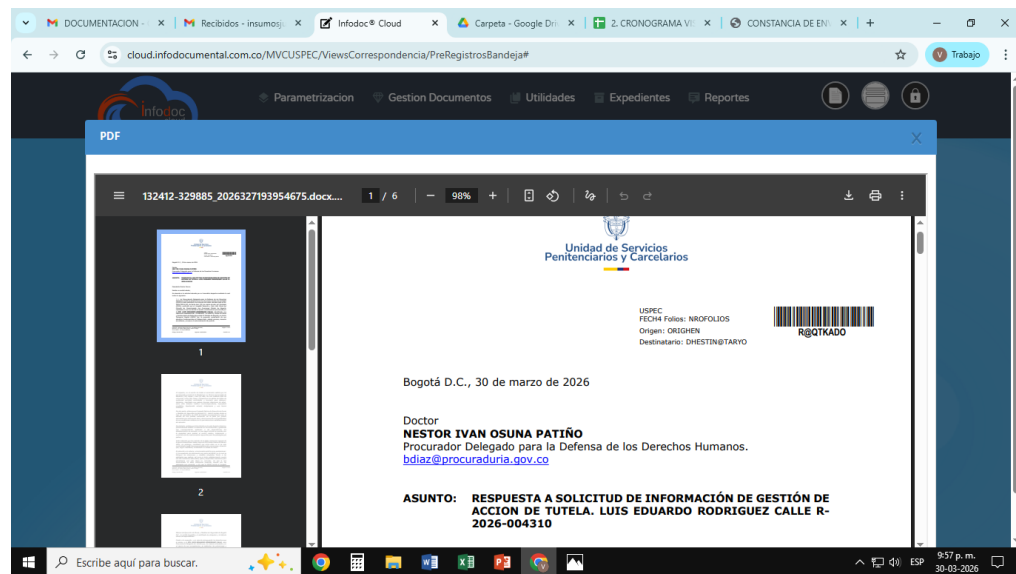 DOCUMENTACION -
Recibidos - insumosju
Infodoc® Cloud
Carpeta - Google Dri
2. CRONOGRAMA VI
CONSTANCIA DE EN
cloud.infodocumental.com.co/MVCUSPEC/ViewsCorrespondencia/PreRegistrosBandeja#
V Trabajo
infodoc
Parametrizacion
Gestion Documentos
Utilidades
Expedientes
Reportes
PDF
X
132412-329885_2026327193954675.docx....
1 / 6
98%
1
2
Unidad de Servicios
Penitenciarios y Carcelarios
USPEC
FECH4 Folios: NROFOLIOS
Origen: ORIGHEN
Destinatario: DHESTIN@TARYO
R@QTKADO
Bogotá D.C., 30 de marzo de 2026
Doctor
NESTOR IVAN OSUNA PATIÑO
Procurador Delegado para la Defensa de los Derechos Humanos.
bdiaz@procuraduria.gov.co
ASUNTO: RESPUESTA A SOLICITUD DE INFORMACIÓN DE GESTIÓN DE
ACCION DE TUTELA. LUIS EDUARDO RODRIGUEZ CALLE R-
2026-004310
Escribe aquí para buscar.
ESP
9:57 p. m.
30-03-2026